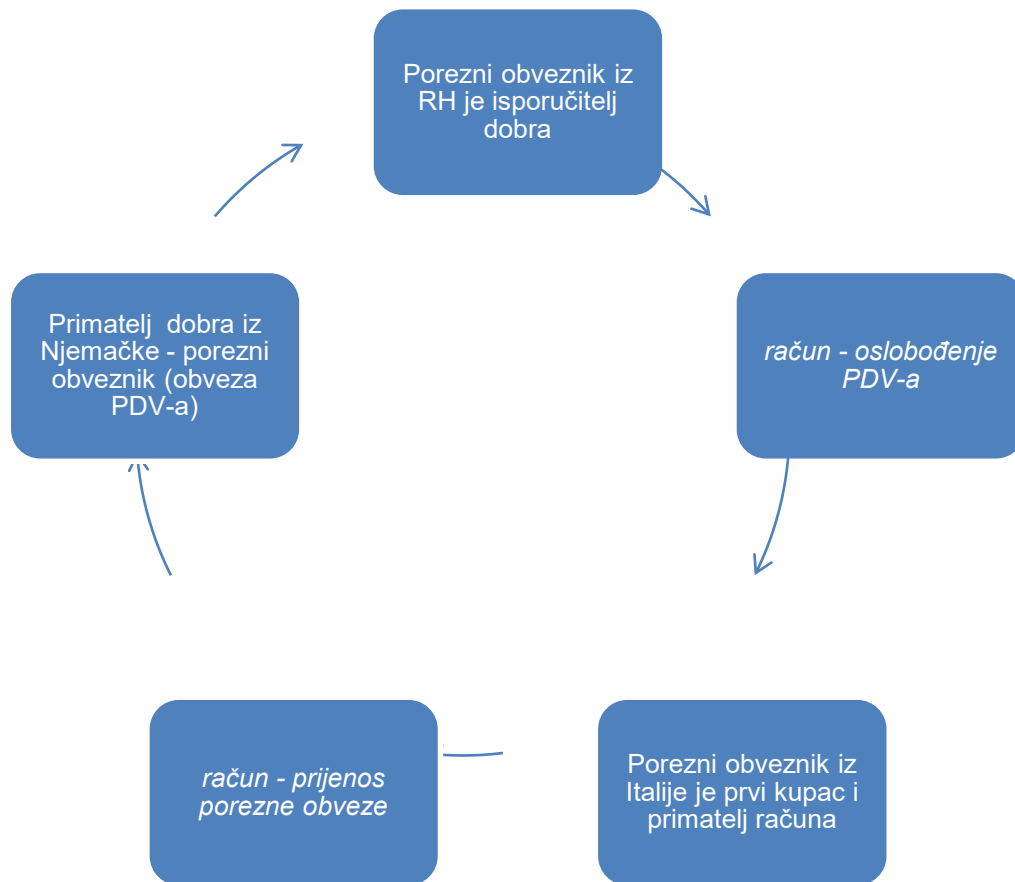 Porezni obveznik iz
RH je isporučitelj
dobra
račun - oslobođenje
PDV-a
Porezni obveznik iz
Italije je prvi kupac i
primatelj računa
račun - prijenos
porezne obveze
Primatelj dobra iz
Njemačke - porezni
obveznik (obveza
PDV-a)